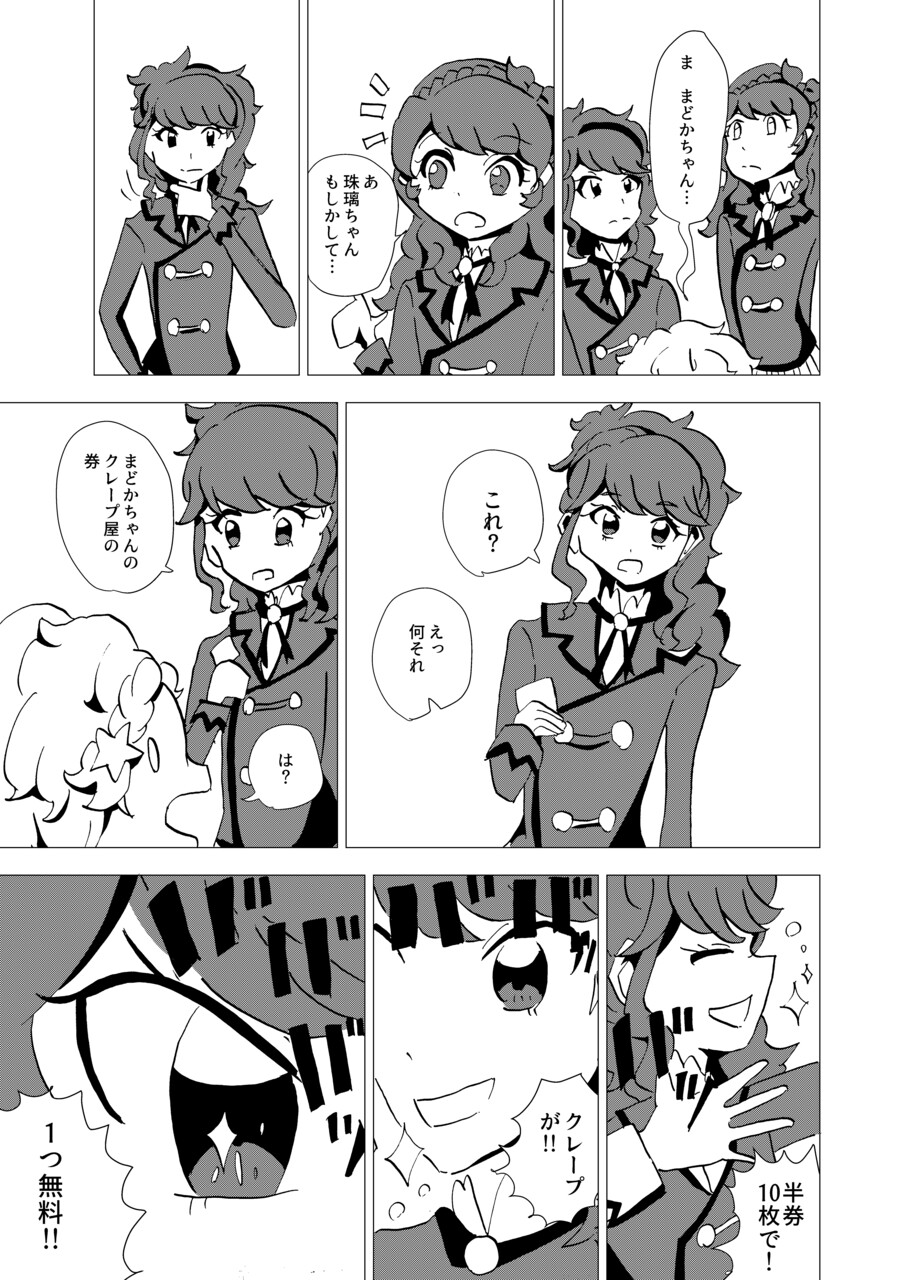 ま　まどかちゃん…
あ
珠璃ちゃん
もしかして…
これ？
えっ
何それ
まどかちゃんの
クレープ屋の
券
は？
半券
10枚で！
クレープ
が!!
1つ無料!!